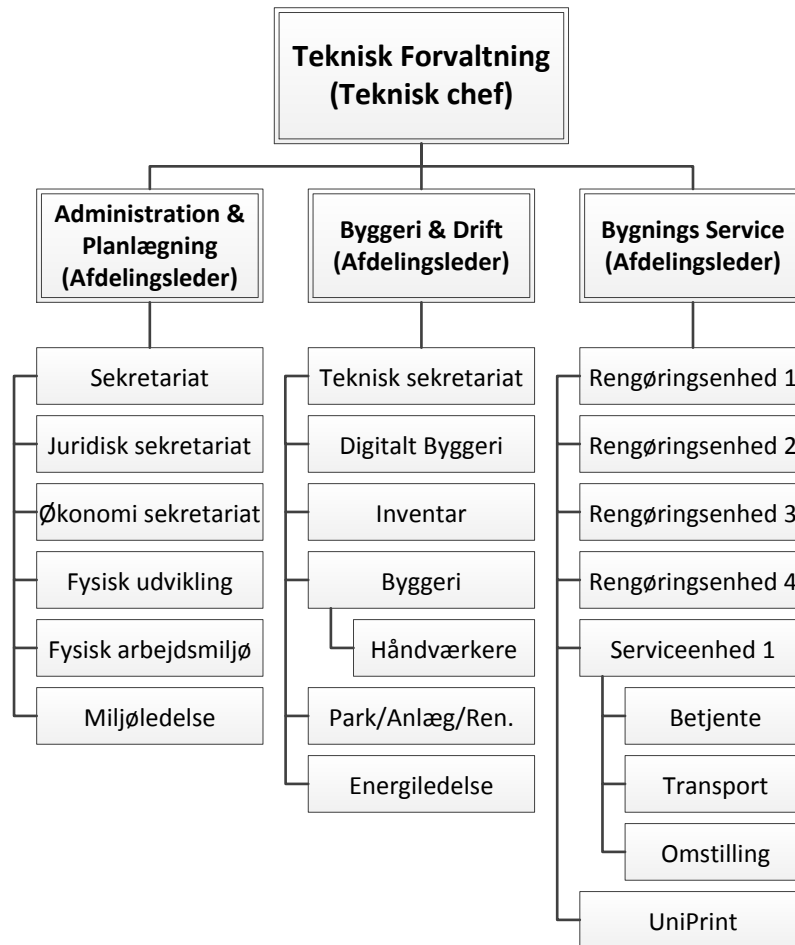 Teknisk Forvaltning
(Teknisk chef)
Administration &
Planlægning
(Afdelingsleder)
Sekretariat
Juridisk sekretariat
Økonomi sekretariat
Fysisk udvikling
Fysisk arbejdsmiljø
Miljøledelse
Byggeri & Drift
(Afdelingsleder)
Teknisk sekretariat
Digitalt Byggeri
Inventar
Byggeri
Håndværkere
Park/Anlæg/Ren.
Energiledelse
Bygnings Service
(Afdelingsleder)
Rengøringsenhed 1
Rengøringsenhed 2
Rengøringsenhed 3
Rengøringsenhed 4
Serviceenhed 1
Betjente
Transport
Omstilling
UniPrint